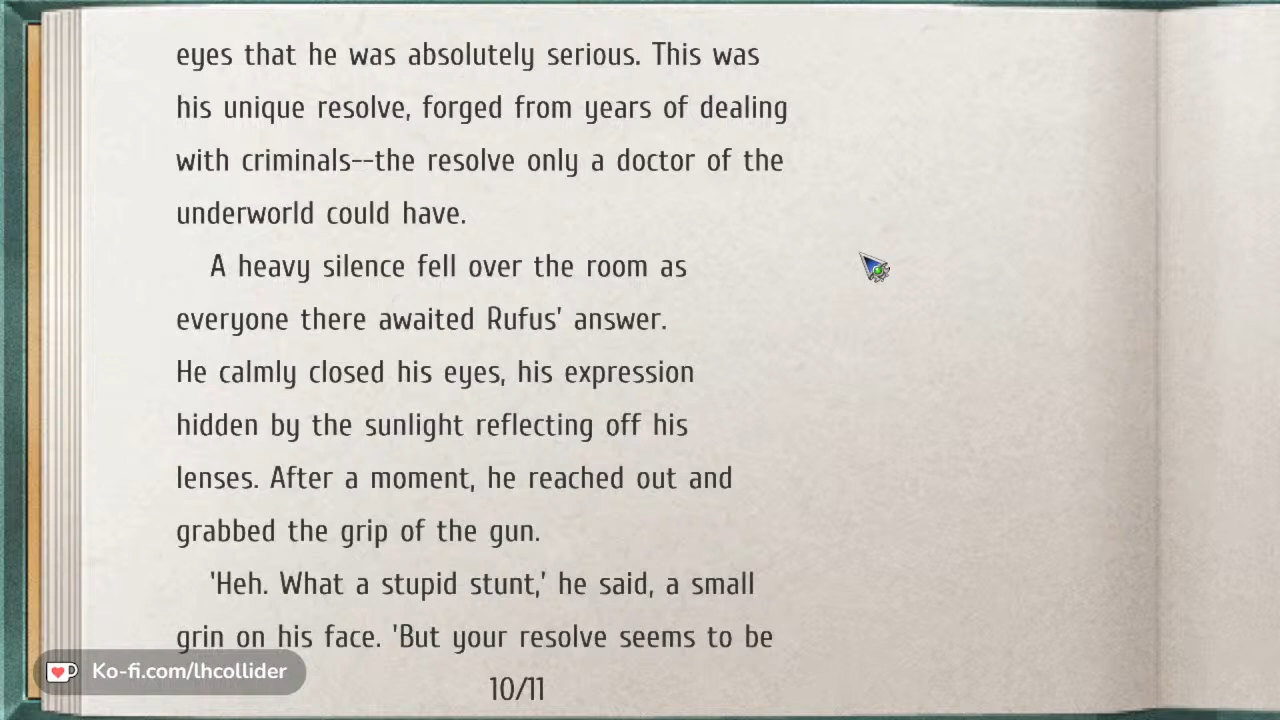 eyes that he was absolutely serious. This was
his unique resolve, forged from years of dealing
with criminals--the resolve only a doctor of the
underworld could have.
A heavy silence fell over the room as
everyone there awaited Rufus' answer.
He calmly closed his eyes, his expression
hidden by the sunlight reflecting off his
lenses. After a moment, he reached out and
grabbed the grip of the gun.
'Heh. What a stupid stunt,' he said, a small
grin on his face. 'But your resolve seems to be
Ko-fi.com/lhcollider
10/11